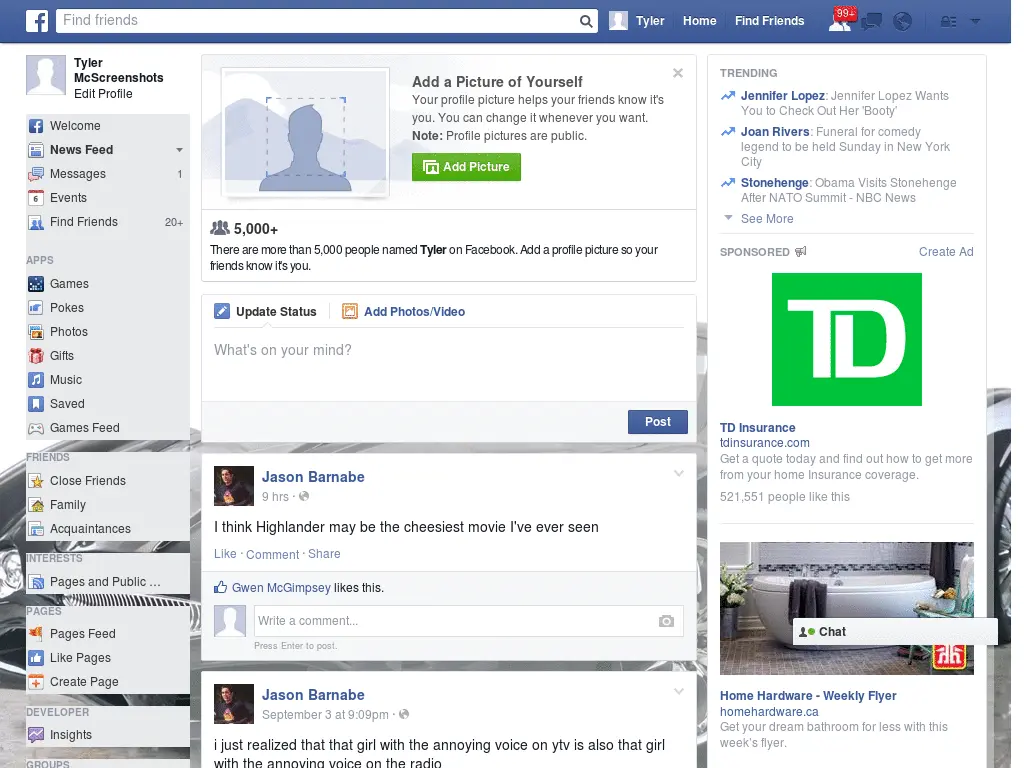 Find friends
Tyler
Home
Find Friends
99+
Tyler
McScreenshots
Edit Profile
Welcome
News Feed
Messages 1
Events
Find Friends 20+
APPS
Games
Pokes
Photos
Gifts
Music
Saved
Games Feed
FRIENDS
Close Friends
Family
Acquaintances
INTERESTS
Pages and Public ...
PAGES
Pages Feed
Like Pages
Create Page
DEVELOPER
Insights
GROUPS
Add a Picture of Yourself
Your profile picture helps your friends know it's
you. You can change it whenever you want.
Note: Profile pictures are public.
Add Picture
5,000+
There are more than 5,000 people named Tyler on Facebook. Add a profile picture so your
friends know it's you.
Update Status
Add Photos/Video
What's on your mind?
Post
Jason Barnabe
9 hrs ·
I think Highlander may be the cheesiest movie I've ever seen
Like · Comment · Share
Gwen McGimpsey likes this.
Write a comment...
Press Enter to post.
Jason Barnabe
September 3 at 9:09pm ·
i just realized that that girl with the annoying voice on ytv is also that girl
with the annoying voice on the radio
TRENDING
Jennifer Lopez: Jennifer Lopez Wants
You to Check Out Her 'Booty'
Joan Rivers: Funeral for comedy
legend to be held Sunday in New York
City
Stonehenge: Obama Visits Stonehenge
After NATO Summit - NBC News
See More
SPONSORED
Create Ad
TD
TD Insurance
tdinsurance.com
Get a quote today and find out how to get more
from your home Insurance coverage.
521,551 people like this
Chat
Home Hardware - Weekly Flyer
homehardware.ca
Get your dream bathroom for less with this
week's flyer.